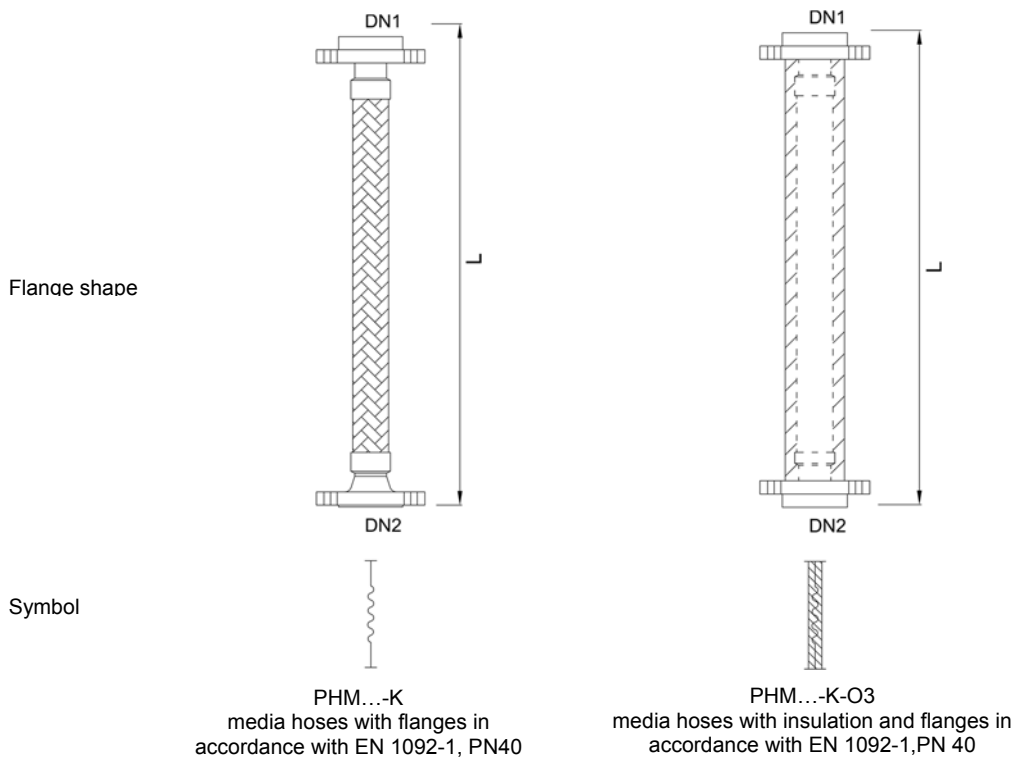 DN1
DN1
L
L
Flange shape
DN2
DN2
Symbol
PHM…-K
media hoses with flanges in
accordance with EN 1092-1, PN40
PHM…-K-O3
media hoses with insulation and flanges in
accordance with EN 1092-1,PN 40